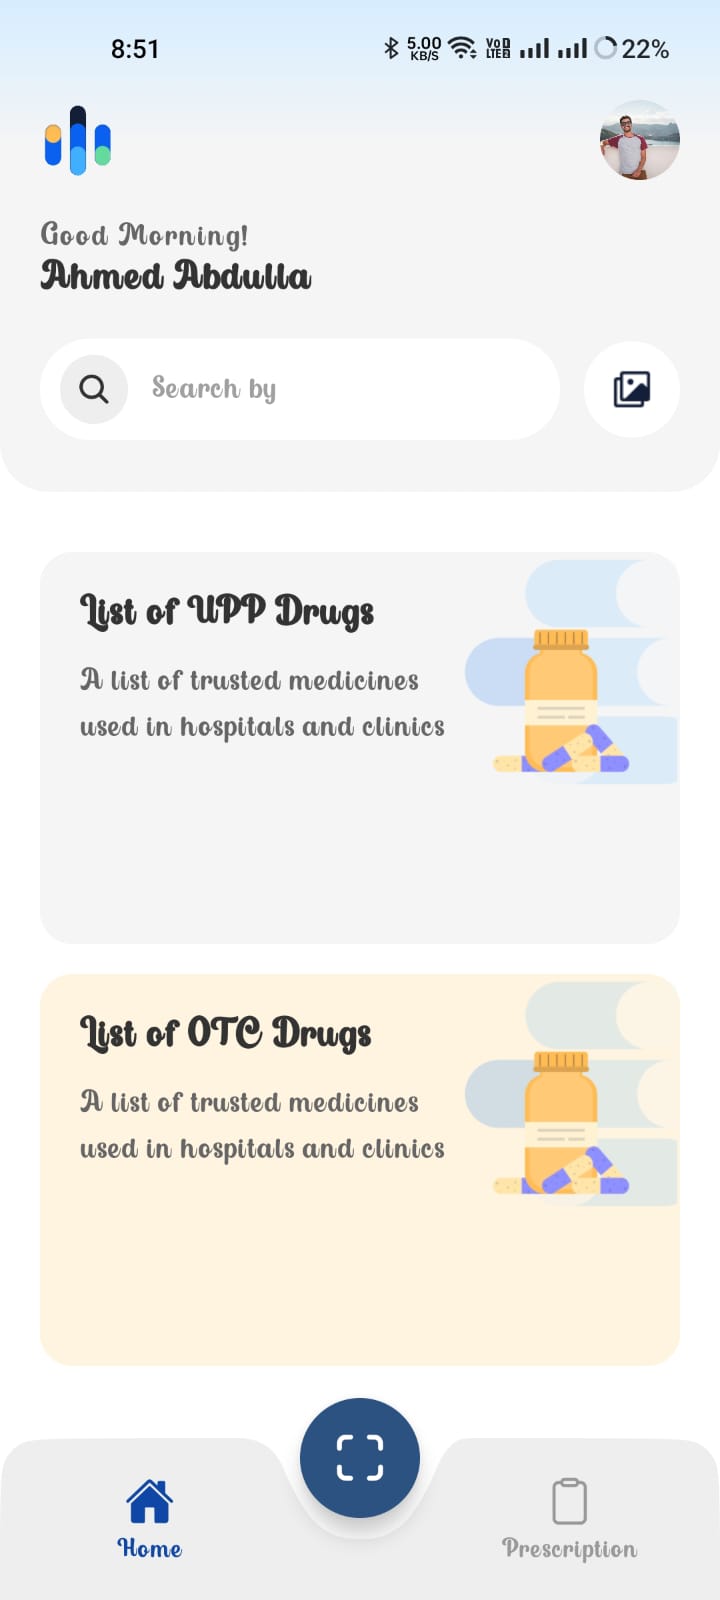 8:51 5.00 KB/S VoD LTE2 22%
Good Morning!
Ahmed Abdulla
Search by
List of UPP Drugs
A list of trusted medicines
used in hospitals and clinics
List of OTC Drugs
A list of trusted medicines
used in hospitals and clinics
Home
Prescription